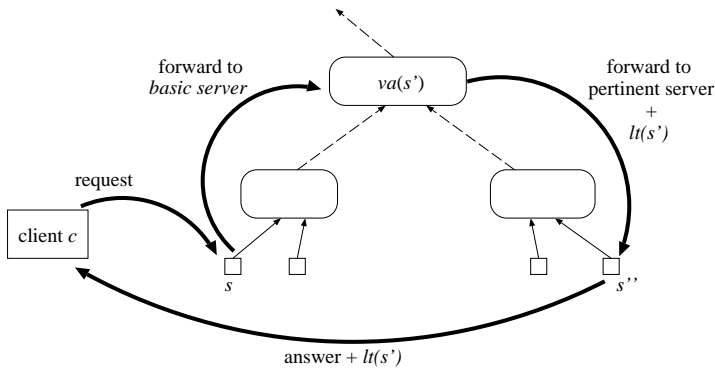 forward to
basic server
va(s')
forward to
pertinent server
+
lt(s')
request
client c
s
s''
answer + lt(s')